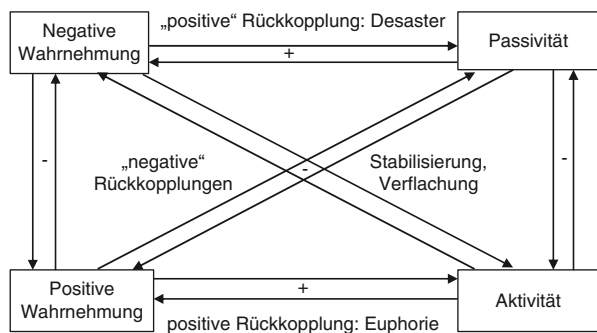 „positive“ Rückkopplung: Desaster
Negative
Wahrnehmung
+
Passivität
-
„negative“
Rückkopplungen
-
Stabilisierung,
Verflachung
-
Positive
Wahrnehmung
+
Aktivität
positive Rückkopplung: Euphorie